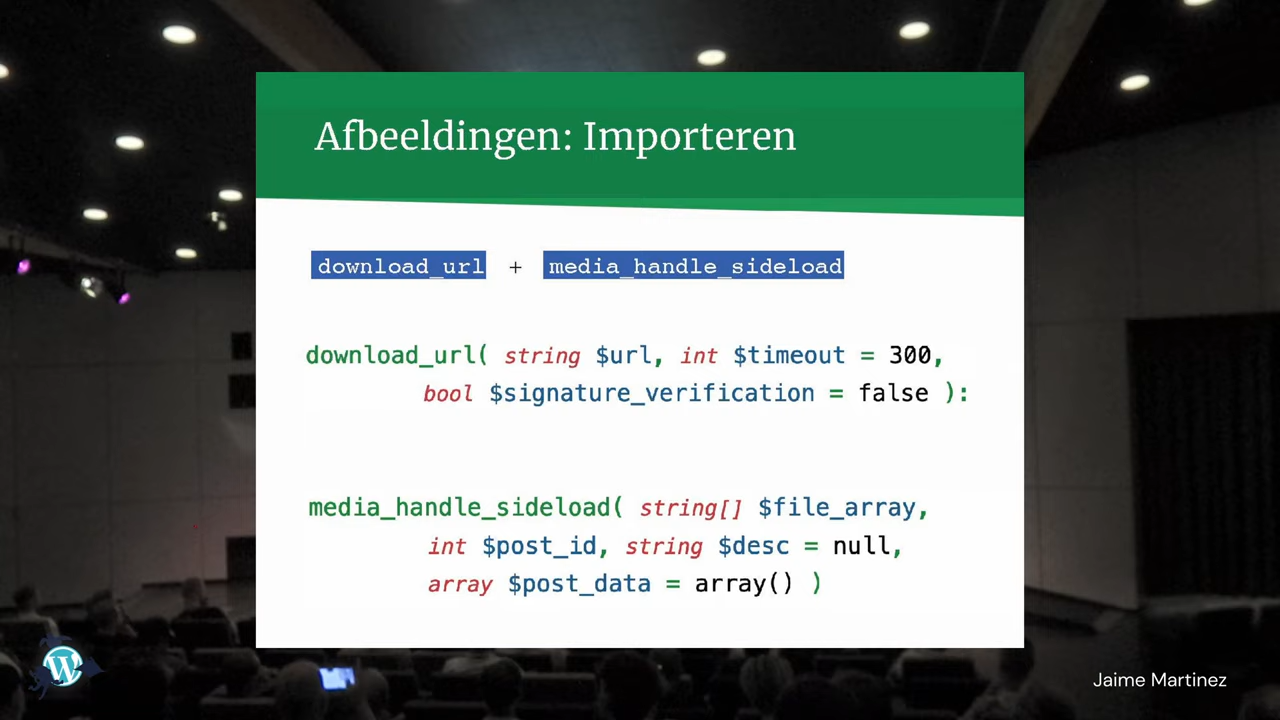 Afbeeldingen: Importeren
download_url + media_handle_sideload
download_url( string $url, int $timeout = 300,
bool $signature_verification = false ):
media_handle_sideload( string[] $file_array,
int $post_id, string $desc = null,
array $post_data = array() )
W
Jaime Martinez